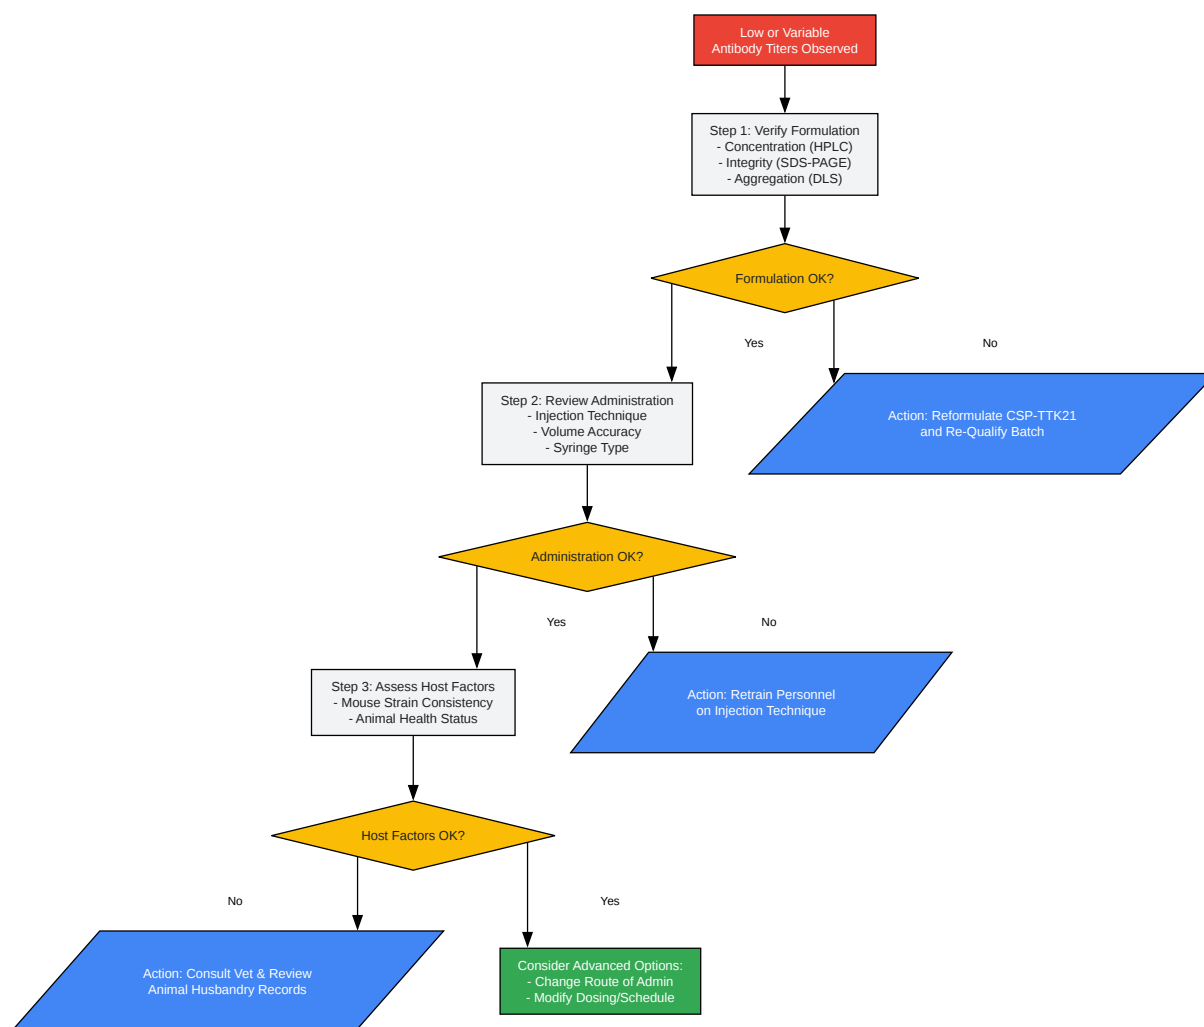 Low or Variable
Antibody Titers Observed
Step 1: Verify Formulation
- Concentration (HPLC)
- Integrity (SDS-PAGE)
- Aggregation (DLS)
Formulation OK?
Yes
No
Step 2: Review Administration
- Injection Technique
- Volume Accuracy
- Syringe Type
Action: Reformulate CSP-TTK21
and Re-Qualify Batch
Administration OK?
Yes
No
Step 3: Assess Host Factors
- Mouse Strain Consistency
- Animal Health Status
Action: Retrain Personnel
on Injection Technique
Host Factors OK?
No
Yes
Action: Consult Vet & Review
Animal Husbandry Records
Consider Advanced Options:
- Change Route of Admin
- Modify Dosing/Schedule